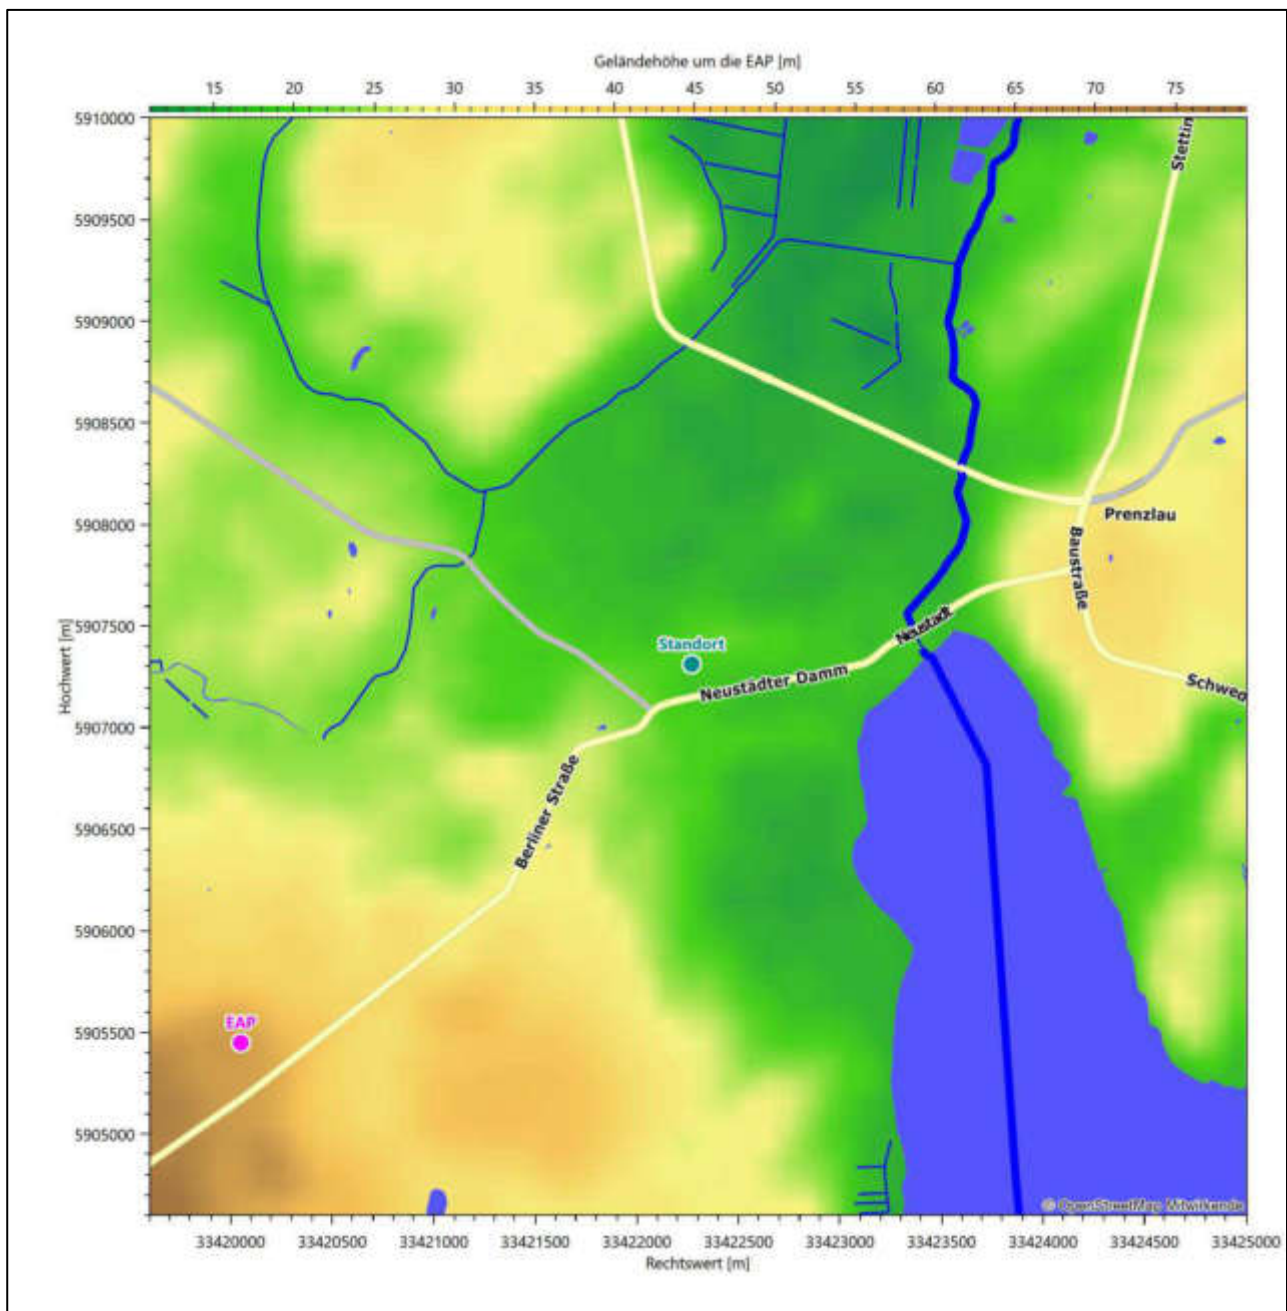 Geländehöhe um die EAP [m]
15 20 25 30 35 40 45 50 55 60 65 70 75
5910000
Stettin
5909500
5909000
5908500
Prenzlau
5908000
Baustraße
5907500
Neustadt
Standort
Hochwert [m]
Neustädter Damm
Schwed
5907000
Berliner Straße
5906500
5906000
5905500
EAP
5905000
© OpenStreetMap Mitwirkende
33420000 33420500 33421000 33421500 33422000 33422500 33423000 33423500 33424000 33424500 33425000
Rechtswert [m]